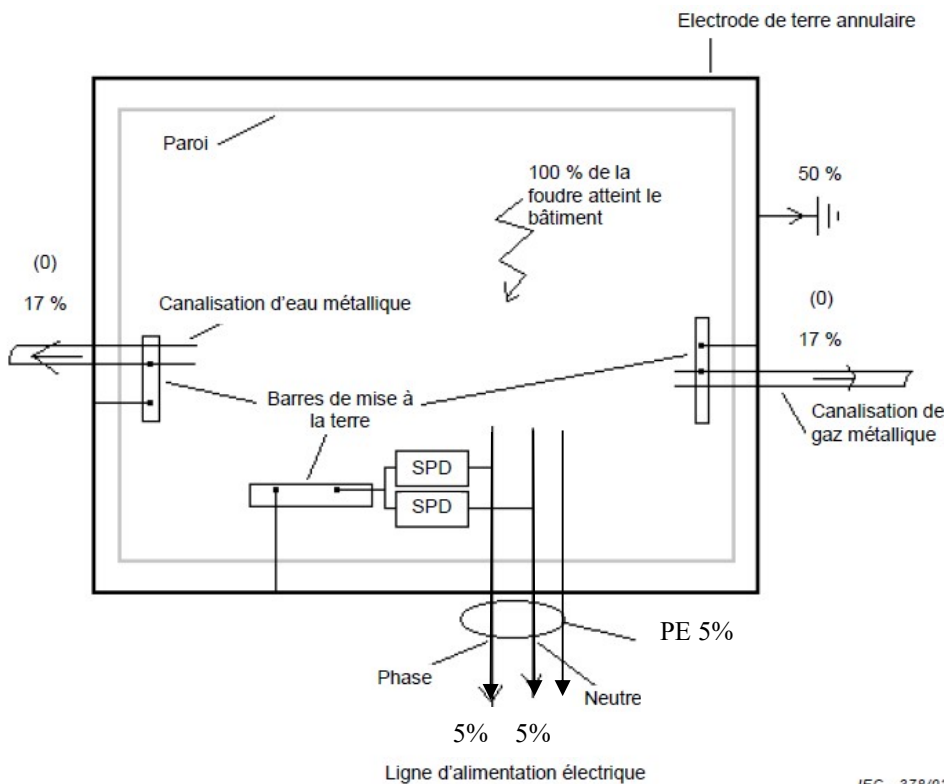 Electrode de terre annulaire
Paroi
100 % de la
foudre atteint le
bâtiment
50 %
(0)
17 %
Canalisation d'eau métallique
(0)
17 %
Barres de mise à
la terre
Canalisation de
gaz métallique
SPD
SPD
PE 5%
Phase
Neutre
5% 5%
Ligne d'alimentation électrique